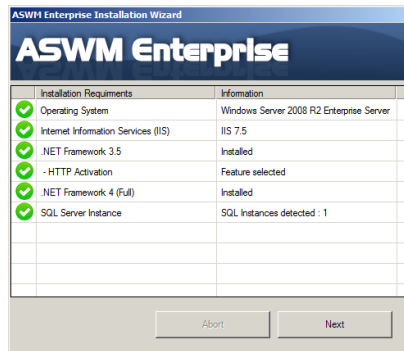 ASWM Enterprise Installation Wizard
ASWM Enterprise
Installation Requirments Information
Operating System Windows Server 2008 R2 Enterprise Server
Internet Information Services (IIS) IIS 7.5
.NET Framework 3.5 Installed
- HTTP Activation Feature selected
.NET Framework 4 (Full) Installed
SQL Server Instance SQL Instances detected : 1
Abort Next